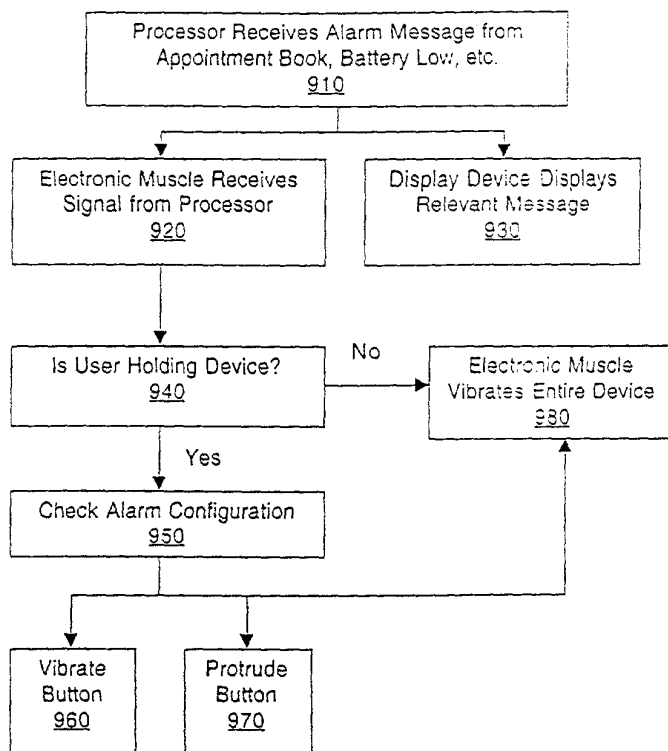 Processor Receives Alarm Message from
Appointment Book, Battery Low, etc.
910
Electronic Muscle Receives
Signal from Processor
920
Display Device Displays
Relevant Message
930
Is User Holding Device?
940
No
Electronic Muscle
Vibrates Entire Device
980
Yes
Check Alarm Configuration
950
Vibrate
Button
960
Protrude
Button
970